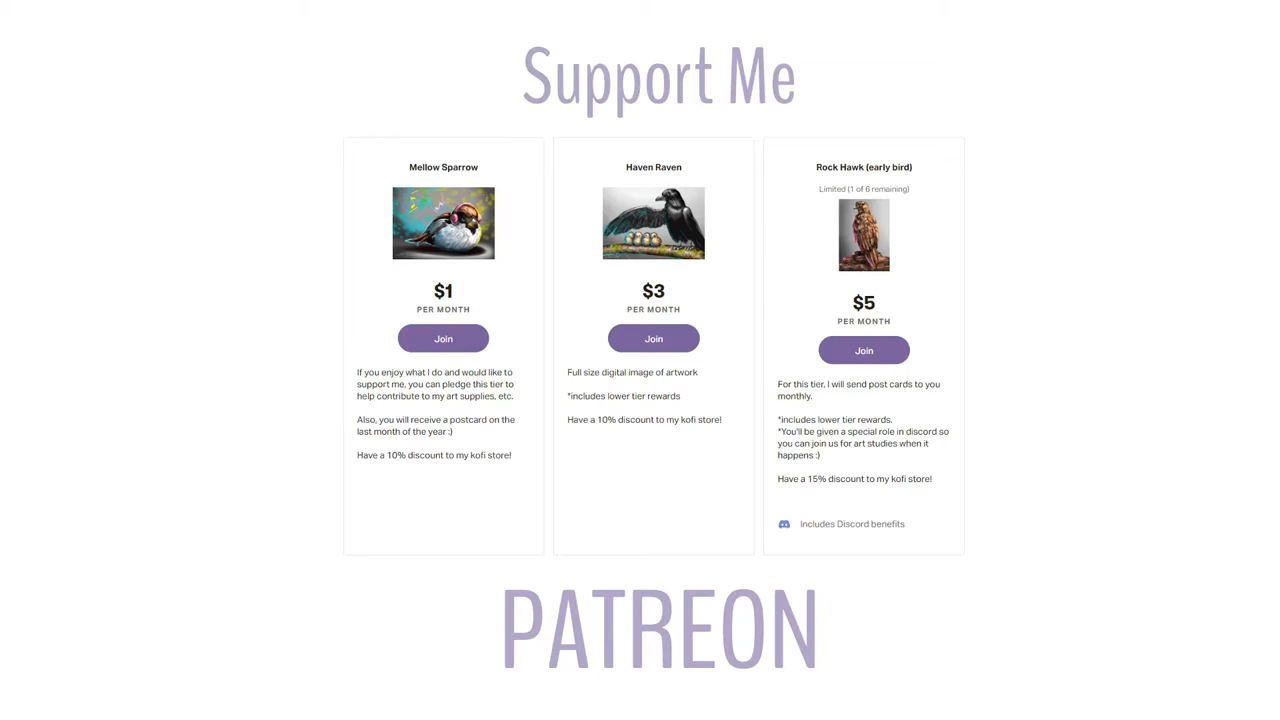 Support Me
Mellow Sparrow
$1
PER MONTH
Join
If you enjoy what I do and would like to
support me, you can pledge this tier to
help contribute to my art supplies, etc.
Also, you will receive a postcard on the
last month of the year :)
Have a 10% discount to my kofi store!
Haven Raven
$3
PER MONTH
Join
Full size digital image of artwork
*includes lower tier rewards
Have a 10% discount to my kofi store!
Rock Hawk (early bird)
Limited (1 of 6 remaining)
$5
PER MONTH
Join
For this tier, I will send post cards to you
monthly.
*includes lower tier rewards.
*You'll be given a special role in discord so
you can join us for art studies when it
happens :)
Have a 15% discount to my kofi store!
Includes Discord benefits
PATREON